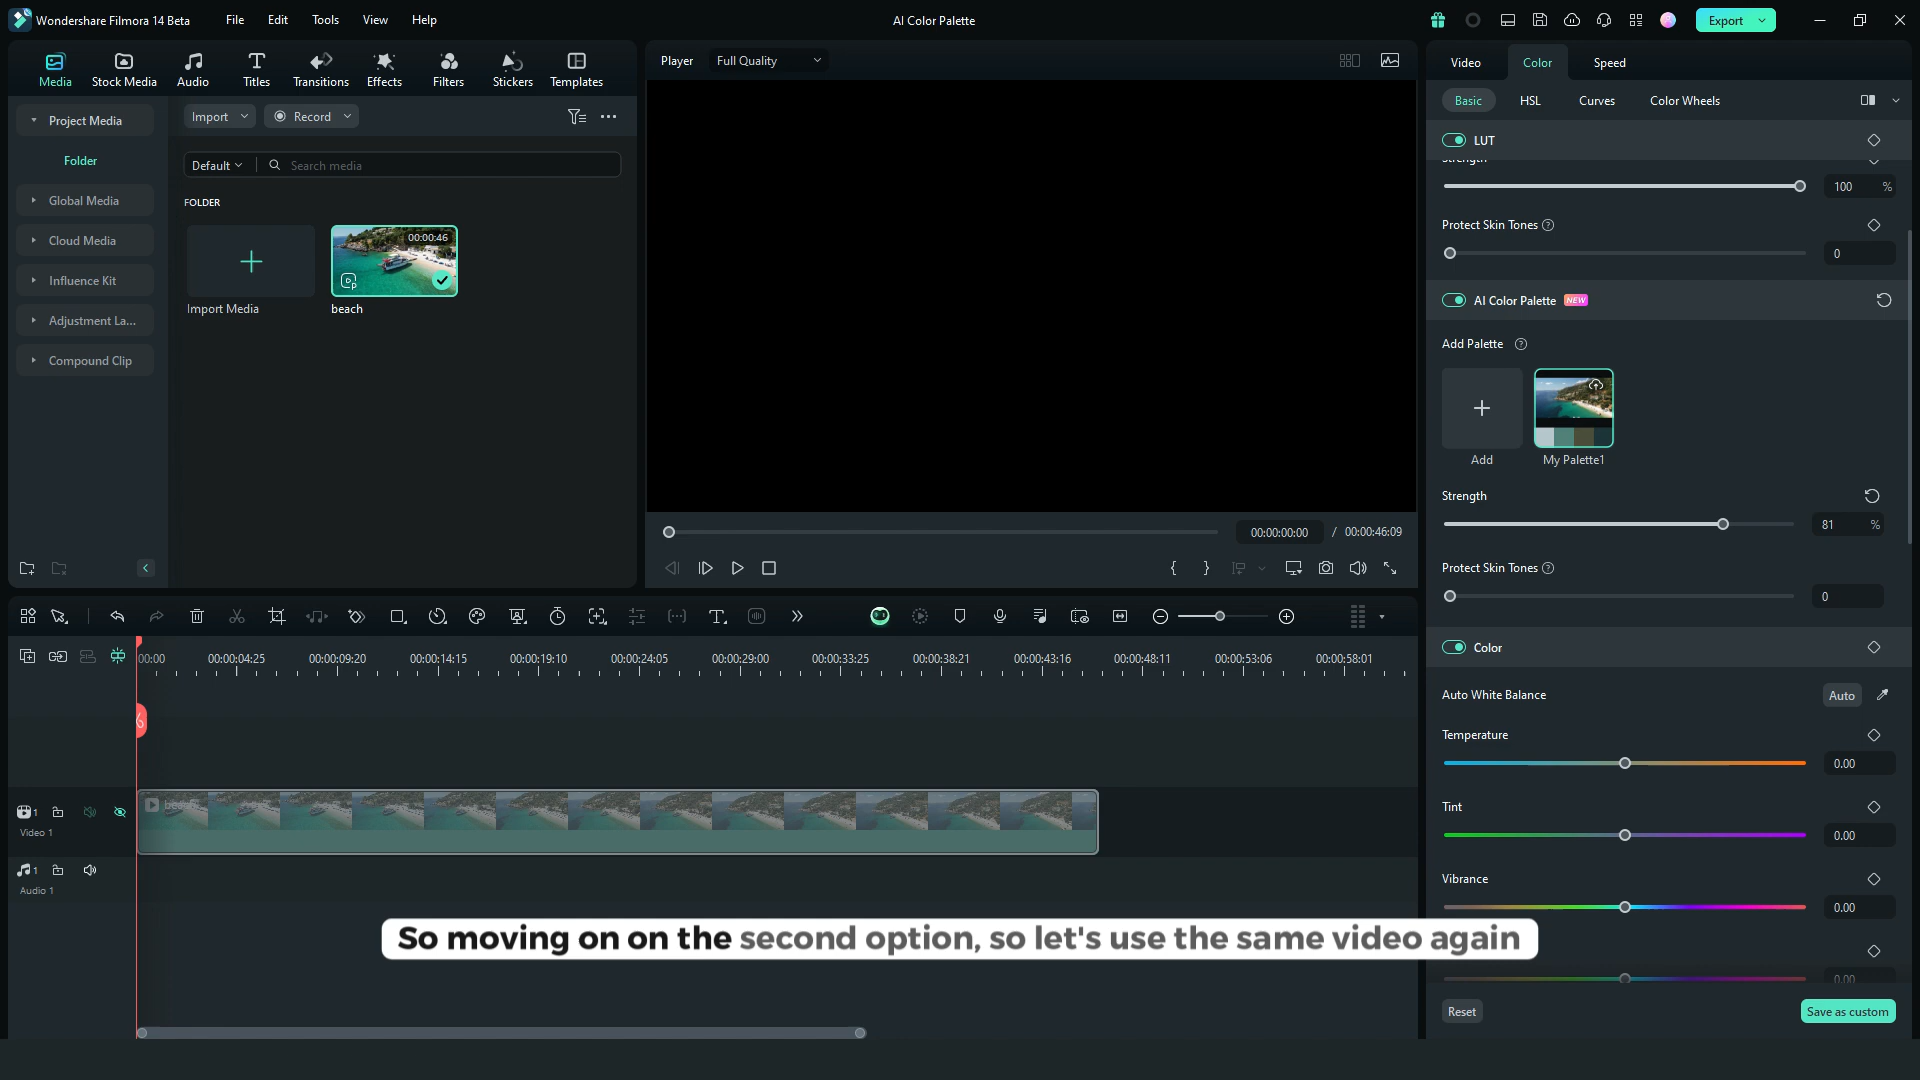 Wondershare Filmora 14 Beta
File
Edit
Tools
View
Help
AI Color Palette
Export
Media
Stock Media
Audio
Titles
Transitions
Effects
Filters
Stickers
Templates
Project Media
Folder
Global Media
Cloud Media
Influence Kit
Adjustment La...
Compound Clip
Import
Record
Default
Search media
FOLDER
Import Media
00:00:46
beach
Player
Full Quality
00:00:00:00
/
00:00:46:09
Video
Color
Speed
Basic
HSL
Curves
Color Wheels
LUT
Strength
100
%
Protect Skin Tones
0
AI Color Palette
NEW
Add Palette
Add
My Palette1
Strength
81
%
Protect Skin Tones
0
Color
Auto White Balance
Auto
Temperature
0.00
Tint
0.00
Vibrance
0.00
0.00
Reset
Save as custom
00:00
00:00:04:25
00:00:09:20
00:00:14:15
00:00:19:10
00:00:24:05
00:00:29:00
00:00:33:25
00:00:38:21
00:00:43:16
00:00:48:11
00:00:53:06
00:00:58:01
1
Video 1
1
Audio 1
So moving on on the second option, so let's use the same video again